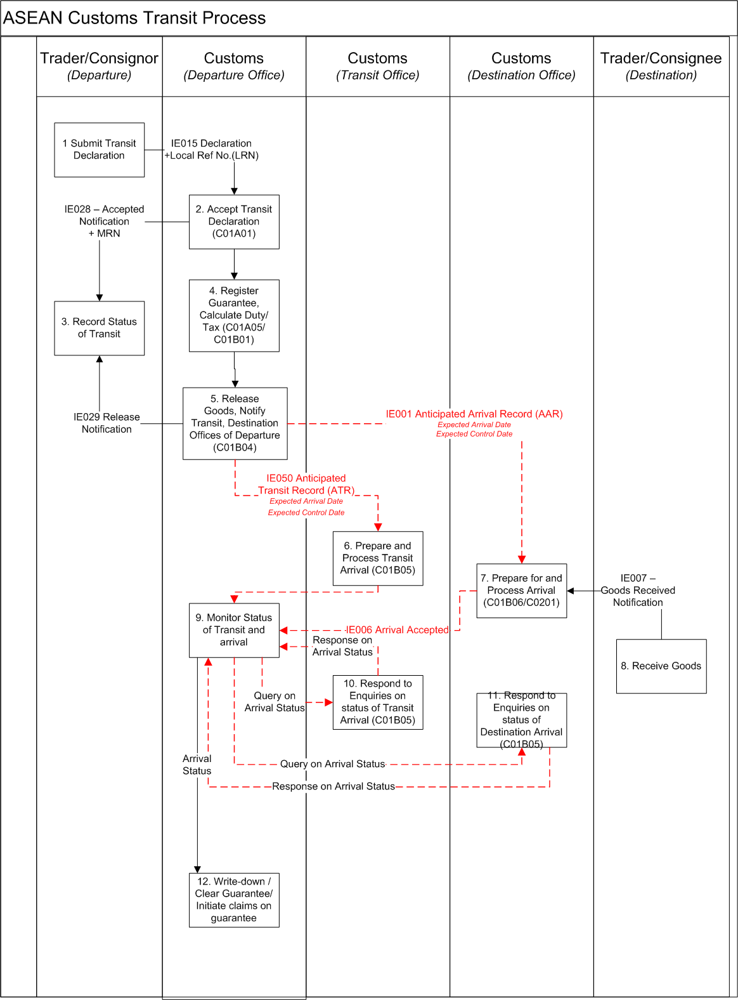 ASEAN Customs Transit Process
Trader/Consignor
(Departure)
Customs
(Departure Office)
Customs
(Transit Office)
Customs
(Destination Office)
Trader/Consignee
(Destination)
1 Submit Transit
Declaration
IE015 Declaration
+Local Ref No.(LRN)
IE028 – Accepted
Notification
+ MRN
2. Accept Transit
Declaration
(C01A01)
3. Record Status
of Transit
4. Register
Guarantee,
Calculate Duty/
Tax (C01A05/
C01B01)
IE029 Release
Notification
5. Release
Goods, Notify
Transit, Destination
Offices of Departure
(C01B04)
IE001 Anticipated Arrival Record (AAR)
Expected Arrival Date
Expected Control Date
IE050 Anticipated
Transit Record (ATR)
Expected Arrival Date
Expected Control Date
6. Prepare and
Process Transit
Arrival (C01B05)
7. Prepare for and
Process Arrival
(C01B06/C0201)
IE007 –
Goods Received
Notification
9. Monitor Status
of Transit and
arrival
IE006 Arrival Accepted
Response on
Arrival Status
8. Receive Goods
Query on
Arrival Status
10. Respond to
Enquiries on
status of Transit
Arrival (C01B05)
11. Respond to
Enquiries on
status of
Destination Arrival
(C01B05)
Arrival
Status
Query on Arrival Status
Response on Arrival Status
12. Write-down /
Clear Guarantee/
Initiate claims on
guarantee